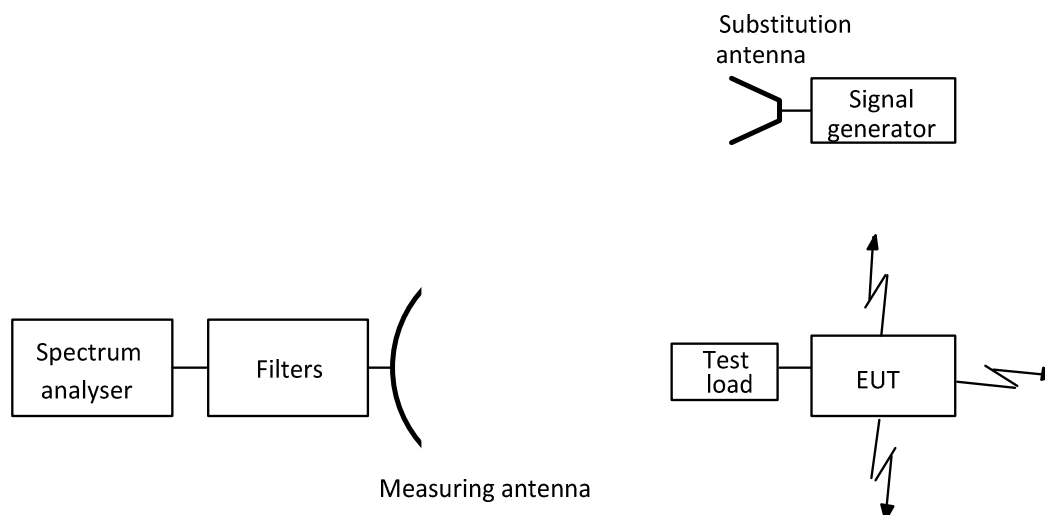 Substitution
antenna
Signal
generator
Spectrum
analyser
Filters
Test
load
EUT
Measuring antenna